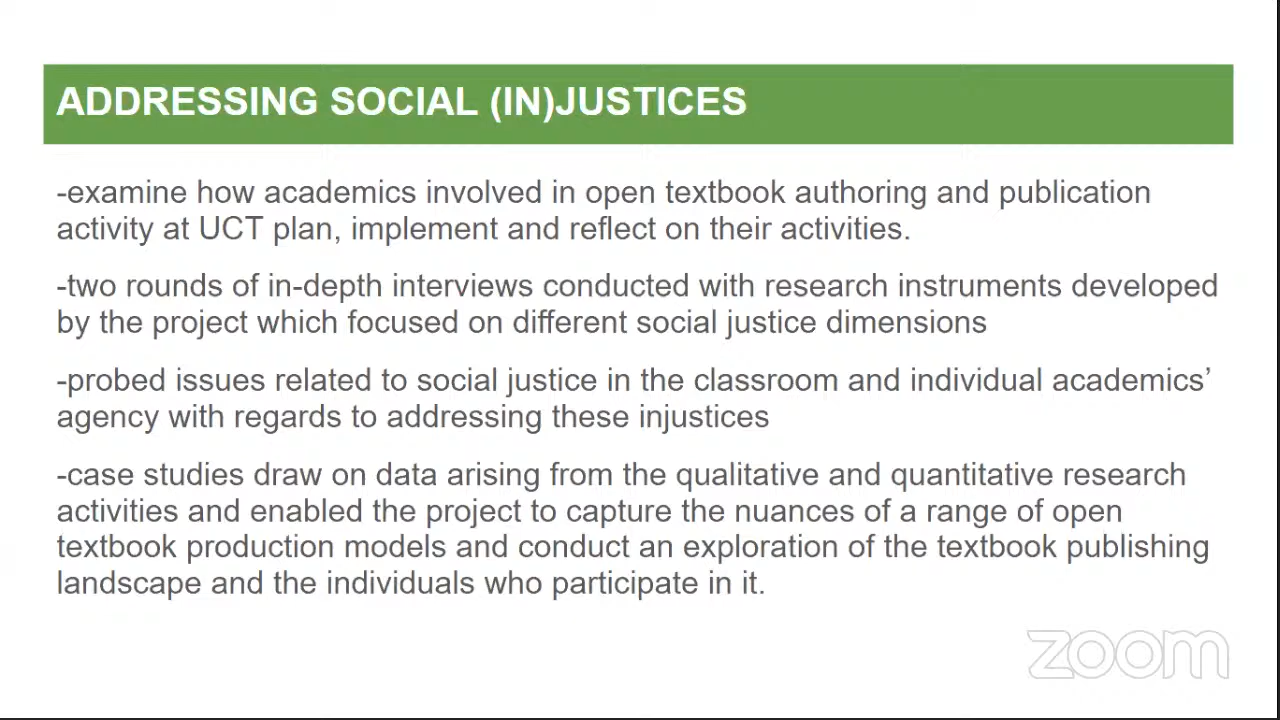 ADDRESSING SOCIAL (IN)JUSTICES
-examine how academics involved in open textbook authoring and publication
activity at UCT plan, implement and reflect on their activities.
-two rounds of in-depth interviews conducted with research instruments developed
by the project which focused on different social justice dimensions
-probed issues related to social justice in the classroom and individual academics’
agency with regards to addressing these injustices
-case studies draw on data arising from the qualitative and quantitative research
activities and enabled the project to capture the nuances of a range of open
textbook production models and conduct an exploration of the textbook publishing
landscape and the individuals who participate in it.
zoom